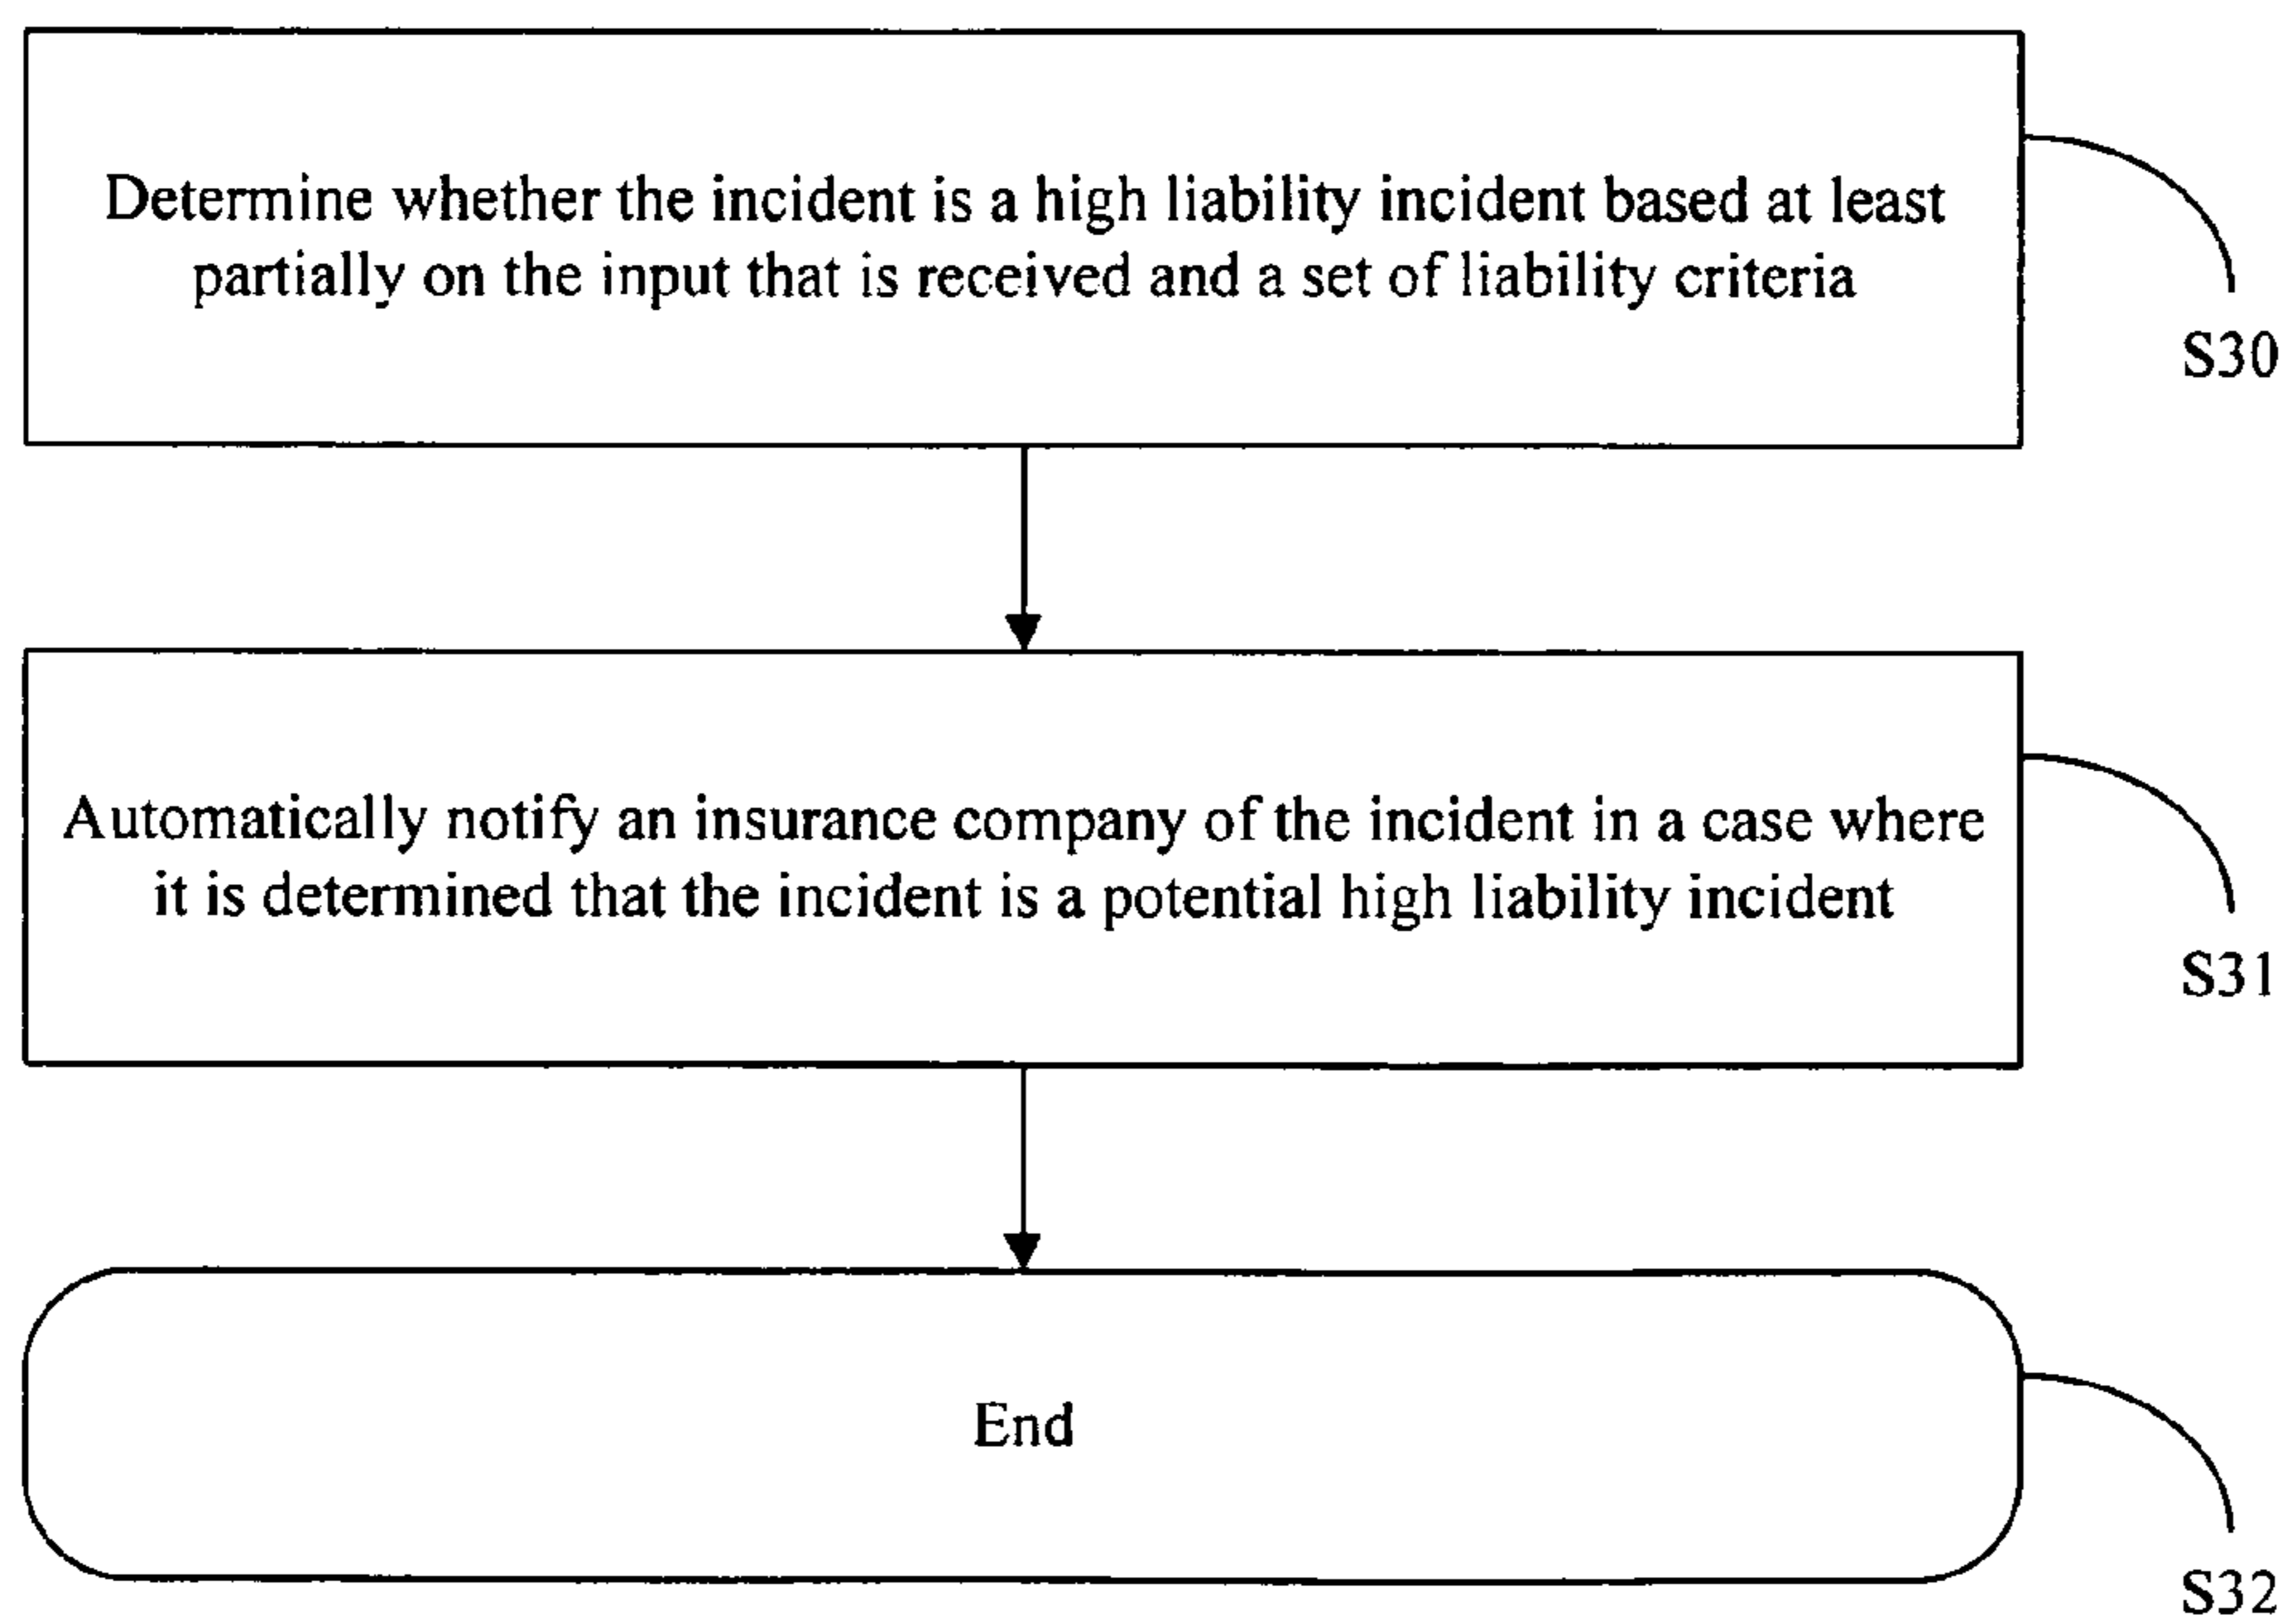 Determine whether the incident is a high liability incident based at least
partially on the input that is received and a set of liability criteria
S30
Automatically notify an insurance company of the incident in a case where
it is determined that the incident is a potential high liability incident
S31
End
S32